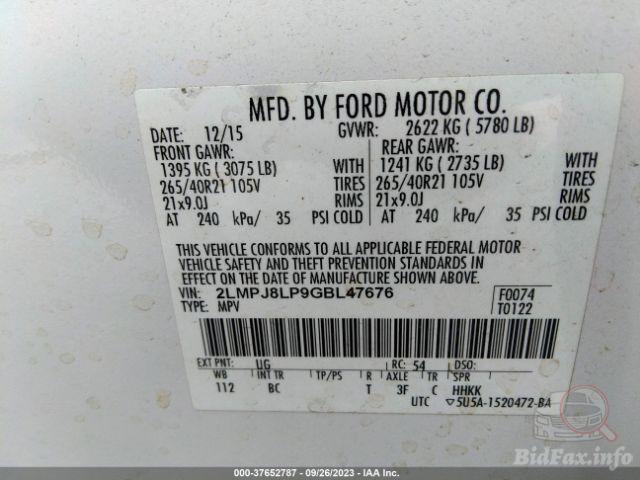 MFD. BY FORD MOTOR CO.
DATE: 12/15 GVWR: 2622 KG ( 5780 LB)
FRONT GAWR: REAR GAWR:
1395 KG ( 3075 LB) WITH 1241 KG ( 2735 LB) WITH
265/40R21 105V TIRES 265/40R21 105V TIRES
21x9.0J RIMS 21x9.0J RIMS
AT 240 kPa/ 35 PSI COLD AT 240 kPa/ 35 PSI COLD
THIS VEHICLE CONFORMS TO ALL APPLICABLE FEDERAL MOTOR
VEHICLE SAFETY AND THEFT PREVENTION STANDARDS IN
EFFECT ON THE DATE OF MANUFACTURE SHOWN ABOVE.
VIN: 2LMPJ8LP9GBL47676 F0074
TYPE: MPV T0122
EXT PNT: UG RC: 54 DSO:
WB INT TR TP/PS R AXLE TR SPR
112 BC T 3F C HHKK
UTC ▽5U5A-1520472-BA
BidFax.info
000-37652787 - 09/26/2023 - IAA Inc.